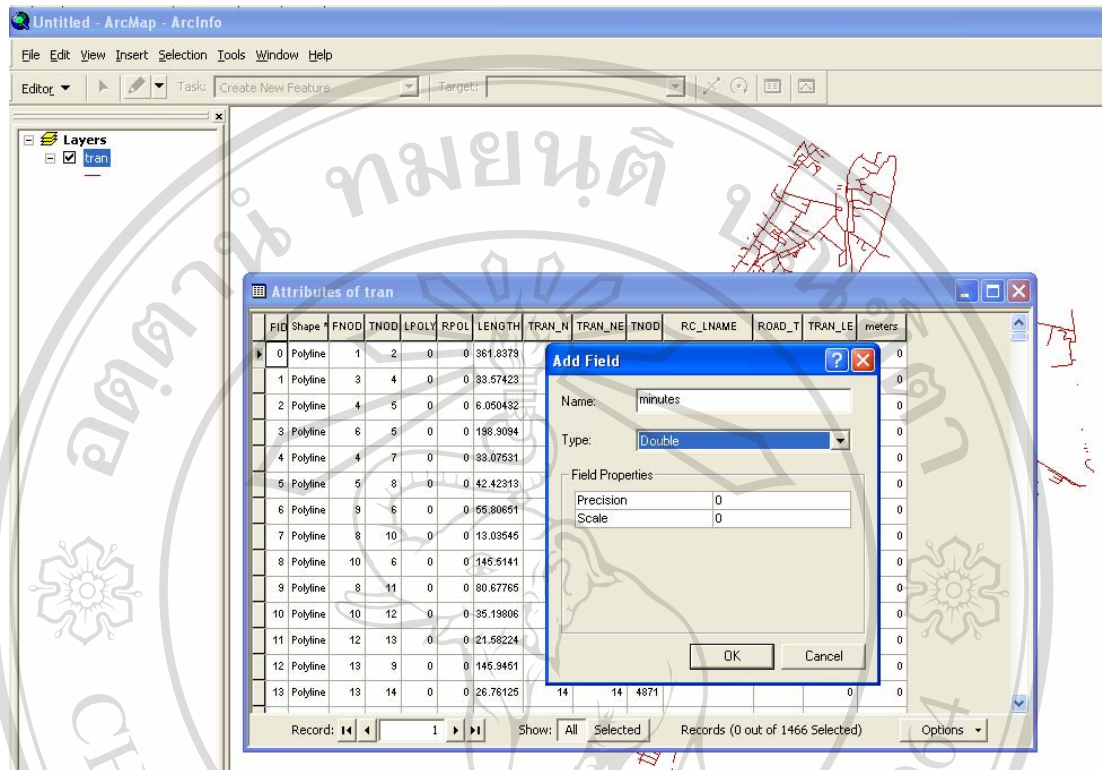 Untitled - ArcMap - ArcInfo
File Edit View Insert Selection Tools Window Help
Editor Task: Create New Feature Target:
Layers
tran
Attributes of tran
FID Shape * FNOD TNOD LPOLY RPOL LENGTH TRAN_N TRAN_NE TNOD RC_LNAME ROAD_T TRAN_LE meters
0 Polyline 1 2 0 0 361.8379 0
1 Polyline 3 4 0 0 33.57423 0
2 Polyline 4 5 0 0 6.050432 0
3 Polyline 6 5 0 0 198.9094 0
4 Polyline 4 7 0 0 33.07531 0
5 Polyline 5 8 0 0 42.42313 0
6 Polyline 9 6 0 0 55.80651 0
7 Polyline 8 10 0 0 13.03545 0
8 Polyline 10 6 0 0 145.5141 0
9 Polyline 8 11 0 0 80.67765 0
10 Polyline 10 12 0 0 35.19806 0
11 Polyline 12 13 0 0 21.58224 0
12 Polyline 13 9 0 0 145.9451 0
13 Polyline 13 14 0 0 26.76125 14 14 4871 0 0
Add Field
Name: minutes
Type: Double
Field Properties
Precision 0
Scale 0
OK Cancel
Record: 1 Show: All Selected Records (0 out of 1466 Selected) Options